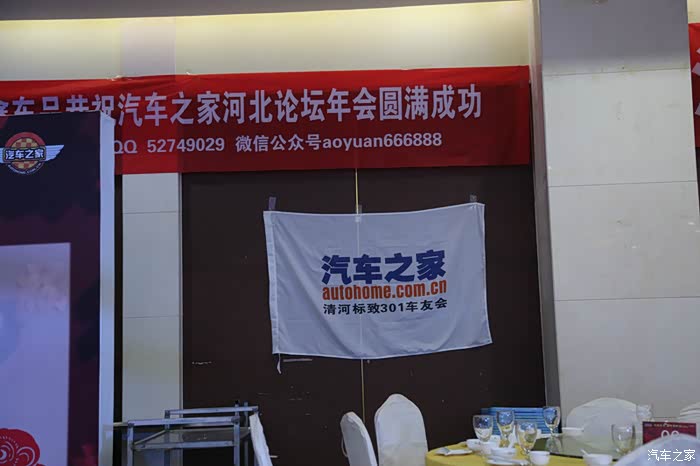 车品共祝汽车之家河北论坛年会圆满成功
QQ 52749029 微信公众号aoyuan666888
汽车之家
汽车之家
autohome.com.cn
清河标致301车友会
汽车之家